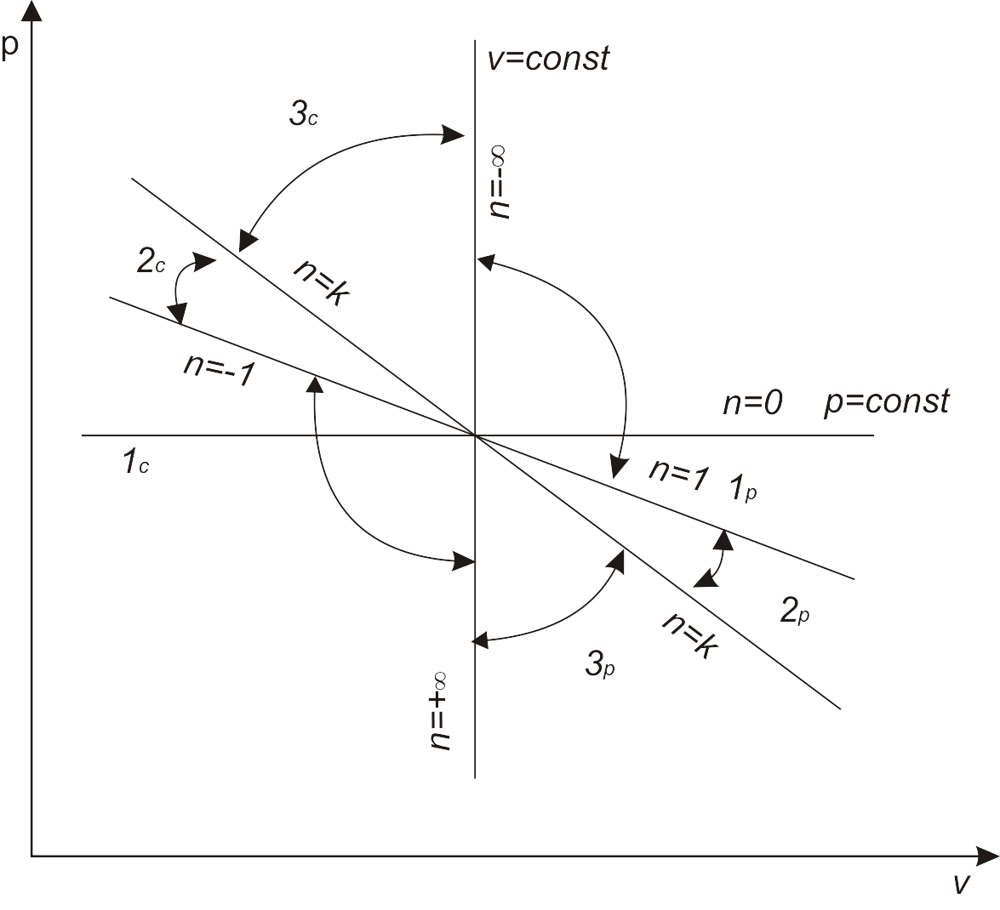 p
v=const
3c
n=-∞
2c
n=k
n=-1
n=0 p=const
1c
n=1 1p
2p
n=k
3p
n=+∞
v